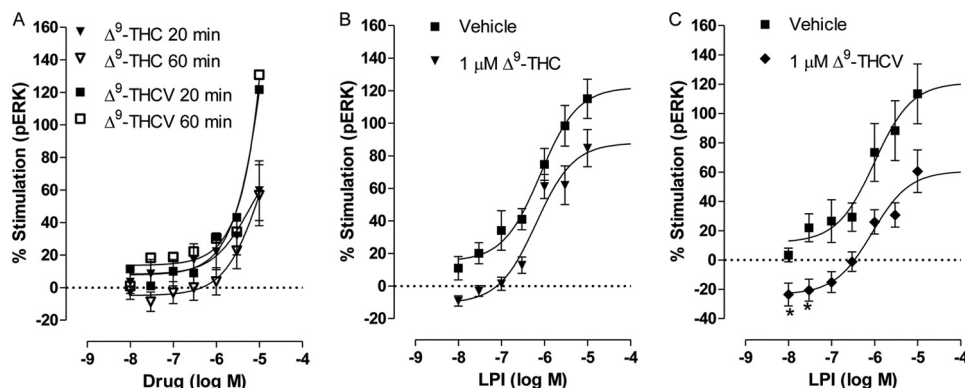 A
Δ⁹-THC 20 min
Δ⁹-THC 60 min
Δ⁹-THCV 20 min
Δ⁹-THCV 60 min
% Stimulation (pERK)
160
140
120
100
80
60
40
20
0
-20
-9 -8 -7 -6 -5 -4
Drug (log M)
B
Vehicle
1 μM Δ⁹-THC
% Stimulation (pERK)
160
140
120
100
80
60
40
20
0
-20
-9 -8 -7 -6 -5 -4
LPI (log M)
C
Vehicle
1 μM Δ⁹-THCV
% Stimulation (pERK)
160
140
120
100
80
60
40
20
0
-20
-40
* *
-9 -8 -7 -6 -5 -4
LPI (log M)